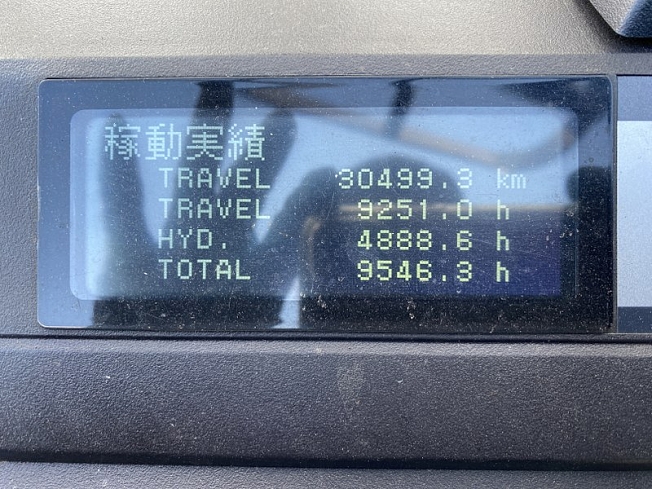 稼動実績
TRAVEL 30499.3 km
TRAVEL 9251.0 h
HYD. 4888.6 h
TOTAL 9546.3 h